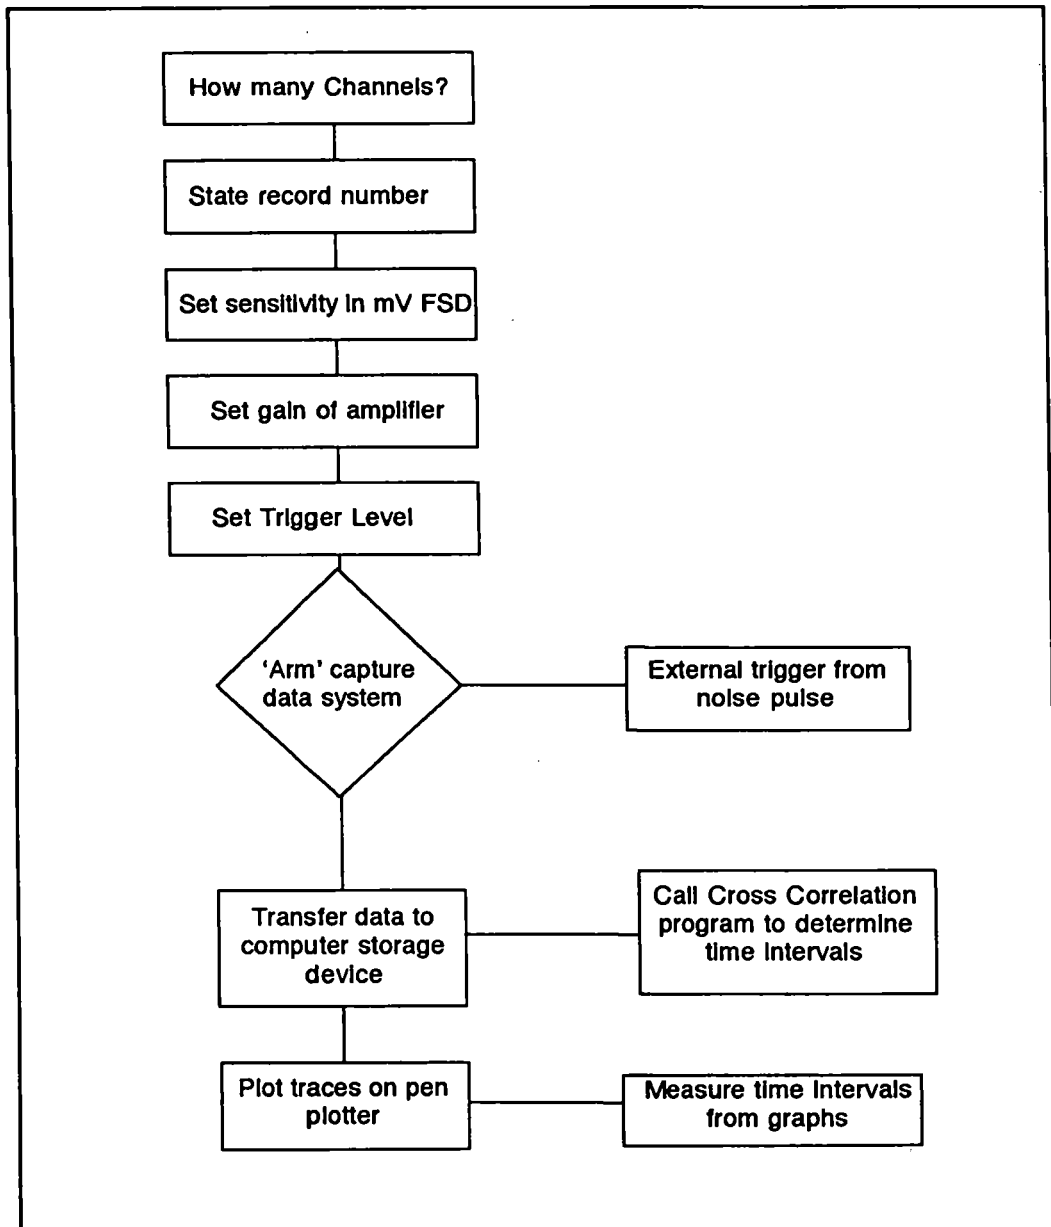 How many Channels?
State record number
Set sensitivity in mV FSD
Set gain of amplifier
Set Trigger Level
‘Arm’ capture
data system
External trigger from
noise pulse
Transfer data to
computer storage
device
Call Cross Correlation
program to determine
time intervals
Plot traces on pen
plotter
Measure time intervals
from graphs